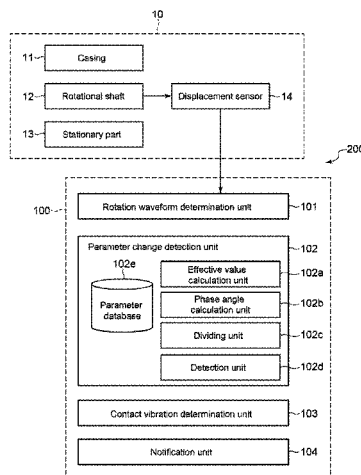 10
11
Casing
12
Rotational shaft
Displacement sensor
14
13
Stationary part
200
100
Rotation waveform determination unit
101
Parameter change detection unit
102
102e
Parameter
database
Effective value
calculation unit
102a
Phase angle
calculation unit
102b
Dividing unit
102c
Detection unit
102d
Contact vibration determination unit
103
Notification unit
104